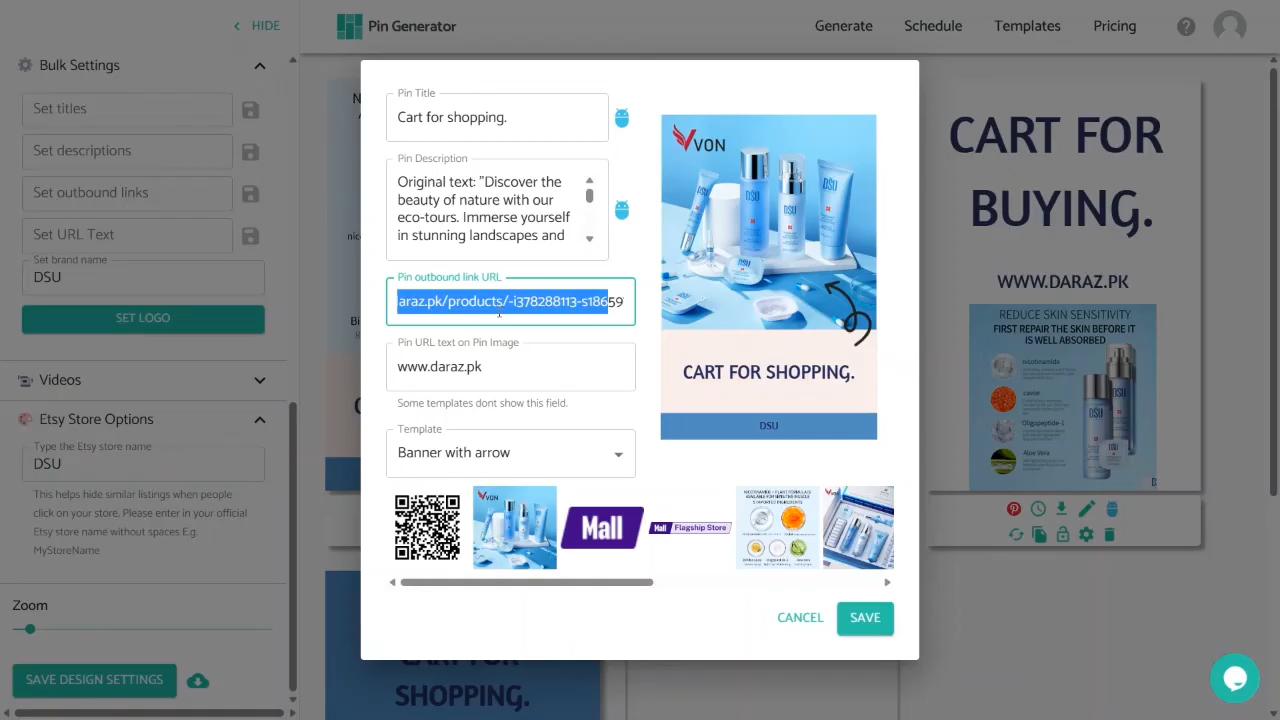 HIDE
Pin Generator
Generate
Schedule
Templates
Pricing
Bulk Settings
Set titles
Set descriptions
Set outbound links
Set URL Text
Set brand name
DSU
SET LOGO
Videos
Etsy Store Options
Type the Etsy store name
DSU
This helps hide similar listings when people
click on your store. Please enter in your official
Etsy store name without spaces E.g.
MyStoreName
Zoom
SAVE DESIGN SETTINGS
Pin Title
Cart for shopping.
Pin Description
Original text: "Discover the
beauty of nature with our
eco-tours. Immerse yourself
in stunning landscapes and
Pin outbound link URL
araz.pk/products/-i378288113-s18659
Pin URL text on Pin Image
www.daraz.pk
Some templates dont show this field.
Template
Banner with arrow
VON
DSU
DSU
DSU
DSU
CART FOR SHOPPING.
DSU
Mall
Mall Flagship Store
CANCEL
SAVE
CART FOR
BUYING.
WWW.DARAZ.PK
REDUCE SKIN SENSITIVITY
FIRST REPAIR THE SKIN BEFORE IT
IS WELL ABSORBED
nicotinamide
caviar
Oligopeptide-1
Aloe Vera
DSU
DSU
CART FOR
SHOPPING.